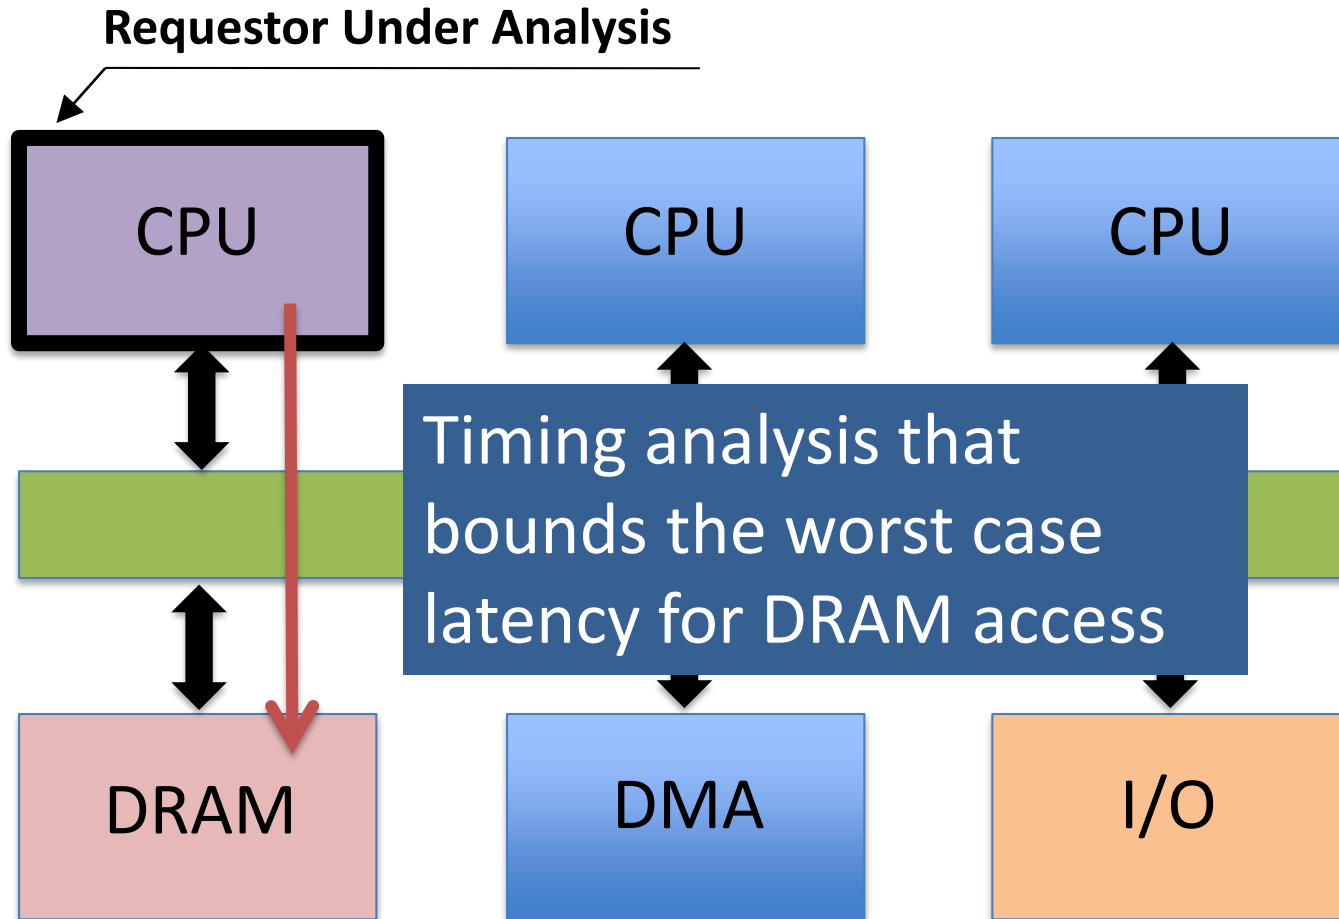 Requestor Under Analysis
CPU
CPU
CPU
Timing analysis that
bounds the worst case
latency for DRAM access
DRAM
DMA
I/O